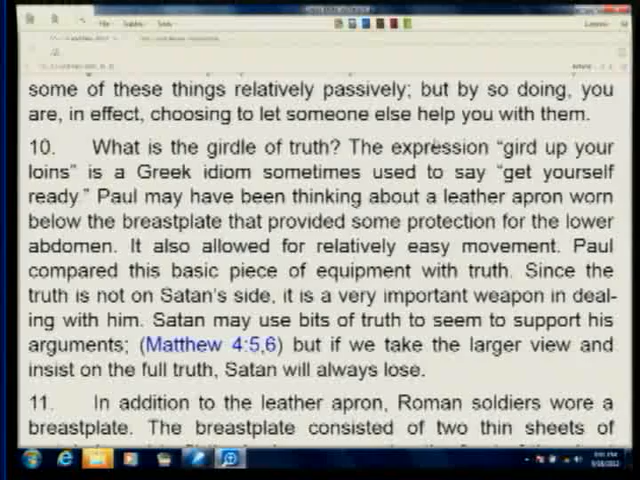 some of these things relatively passively; but by so doing, you
are, in effect, choosing to let someone else help you with them.
10. What is the girdle of truth? The expression “gird up your
loins” is a Greek idiom sometimes used to say “get yourself
ready.” Paul may have been thinking about a leather apron worn
below the breastplate that provided some protection for the lower
abdomen. It also allowed for relatively easy movement. Paul
compared this basic piece of equipment with truth. Since the
truth is not on Satan's side, it is a very important weapon in deal-
ing with him. Satan may use bits of truth to seem to support his
arguments; (Matthew 4:5,6) but if we take the larger view and
insist on the full truth, Satan will always lose.
11. In addition to the leather apron, Roman soldiers wore a
breastplate. The breastplate consisted of two thin sheets of